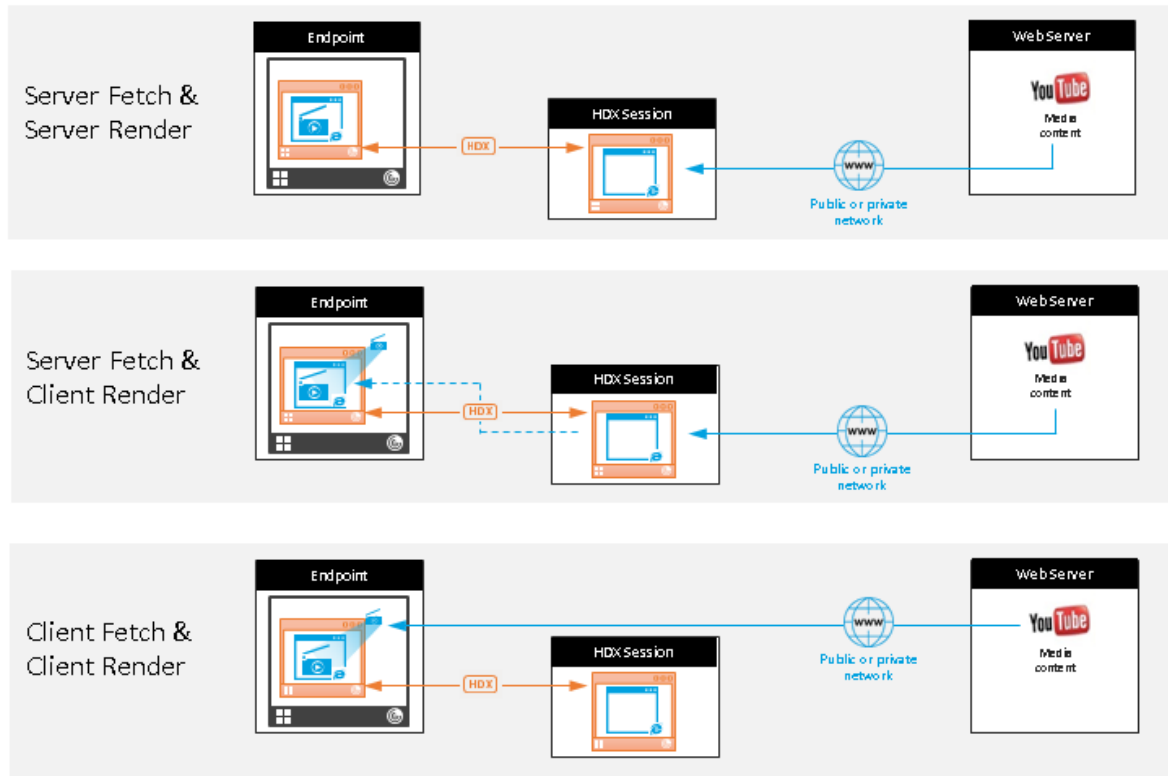 Server Fetch &
Server Render
Endpoint
HDX
HDX Session
www
Public or private
network
WebServer
YouTube
Media
content
Server Fetch &
Client Render
Endpoint
HDX
HDX Session
www
Public or private
network
WebServer
YouTube
Media
content
Client Fetch &
Client Render
Endpoint
HDX
HDX Session
www
Public or private
network
WebServer
YouTube
Media
content